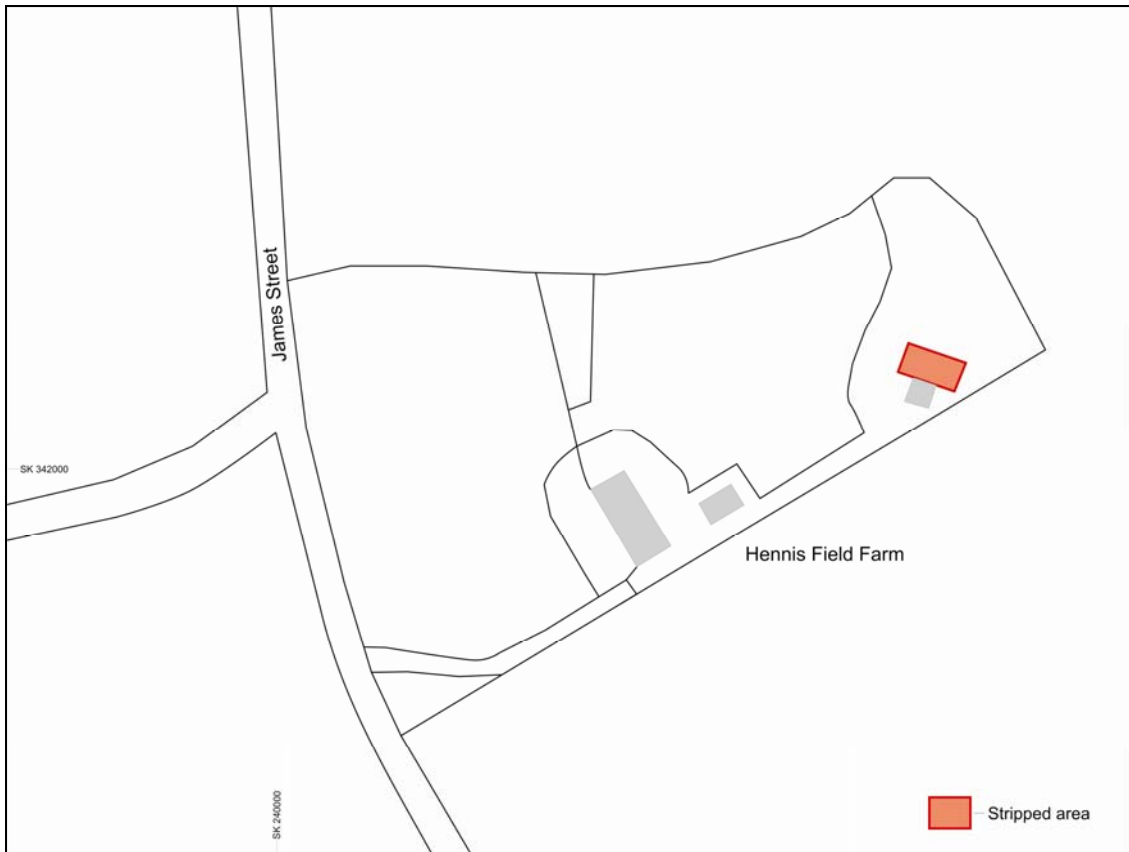 James Street
SK 342000
Hennis Field Farm
SK 240000
Stripped area